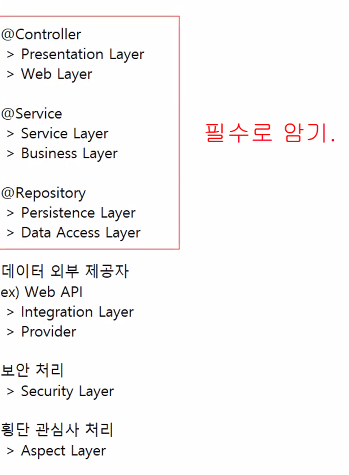 @Controller
> Presentation Layer
> Web Layer
@Service
> Service Layer
> Business Layer
필수로 암기.
@Repository
> Persistence Layer
> Data Access Layer
데이터 외부 제공자
ex) Web API
> Integration Layer
> Provider
보안 처리
> Security Layer
횡단 관심사 처리
> Aspect Layer